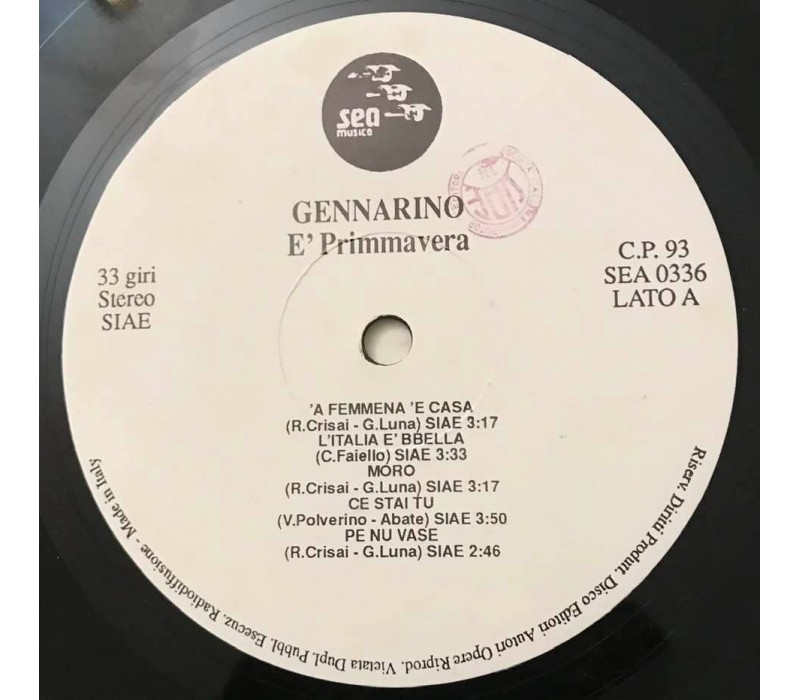 sea
musica
GENNARINO
E' Primmavera
33 giri
Stereo
SIAE
C.P. 93
SEA 0336
LATO A
'A FEMMENA 'E CASA
(R.Crisai - G.Luna) SIAE 3:17
L'ITALIA E' BBELLA
(C.Faiello) SIAE 3:33
MORO
(R.Crisai - G.Luna) SIAE 3:17
CE STAI TU
(V.Polverino - Abate) SIAE 3:50
PE NU VASE
(R.Crisai - G.Luna) SIAE 2:46
Riserv. Diritti Produtt. Disco Editori Autori Opere Riprod. Vietata Dupl. Pubbl. Esecuz. Radiodiffusione - Made in Italy